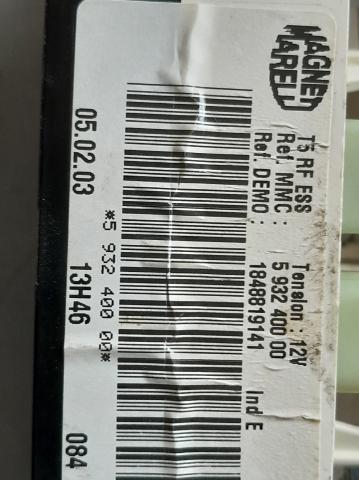 MAGNETI
MARELLI
T5 RF ESS Tension : 12V
Ref. MMC : 5 932 400 00
Ref. DEMO : 1848819141 Ind E
*5 932 400 00*
05.02.03 13H46 084